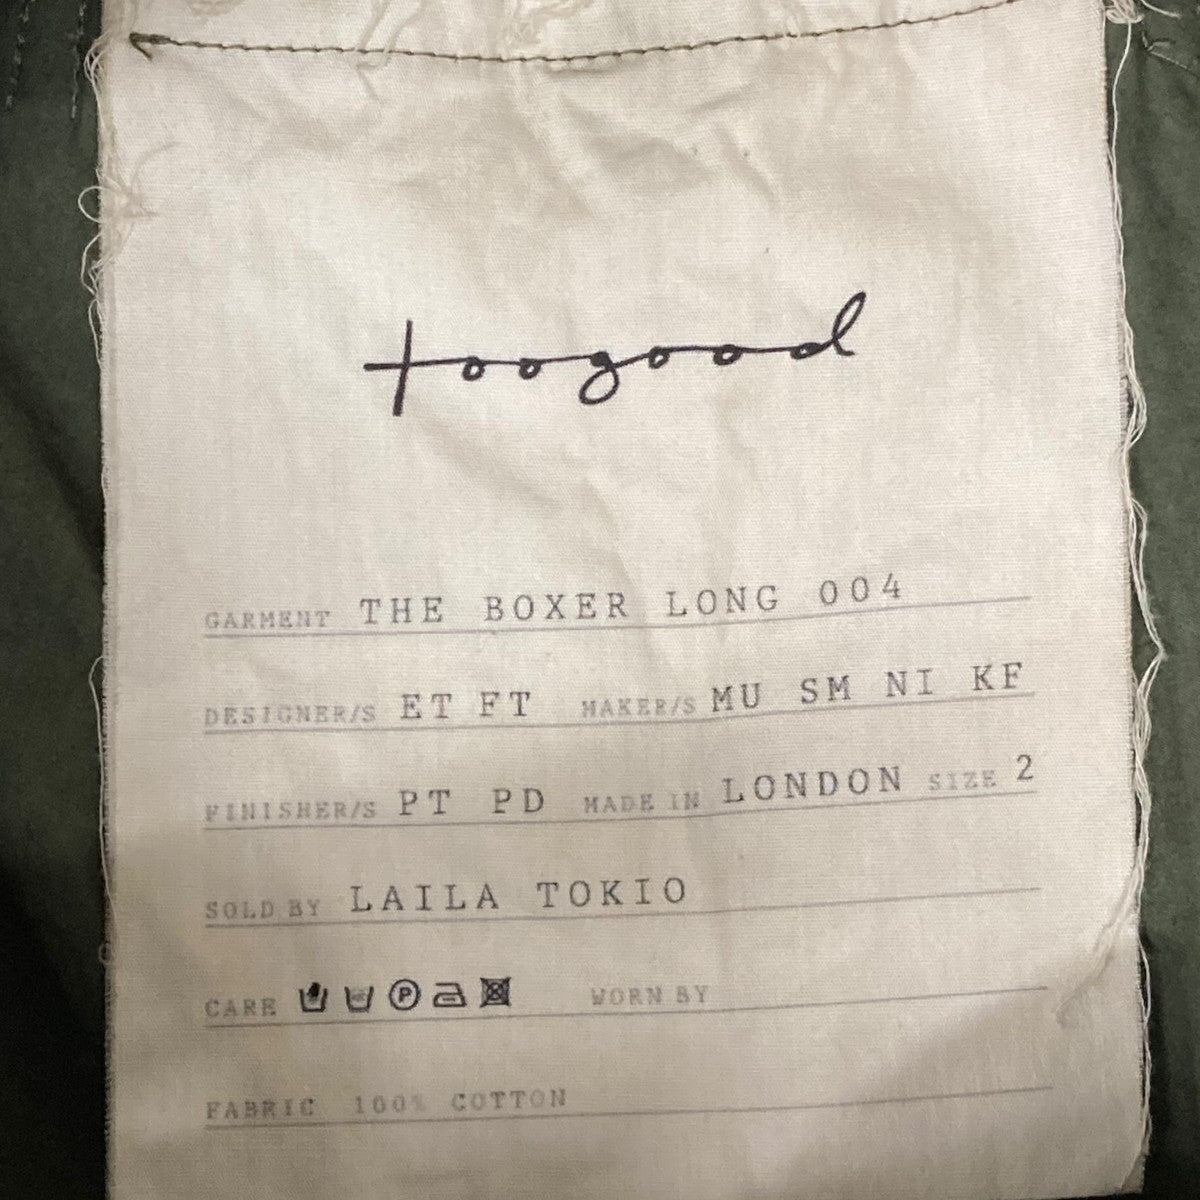 toogood
GARMENT THE BOXER LONG 004
DESIGNER/S ET FT MAKER/S MU SM NI KF
FINISHER/S PT PD MADE IN LONDON SIZE 2
SOLD BY LAILA TOKIO
CARE P WORN BY
FABRIC 100% COTTON